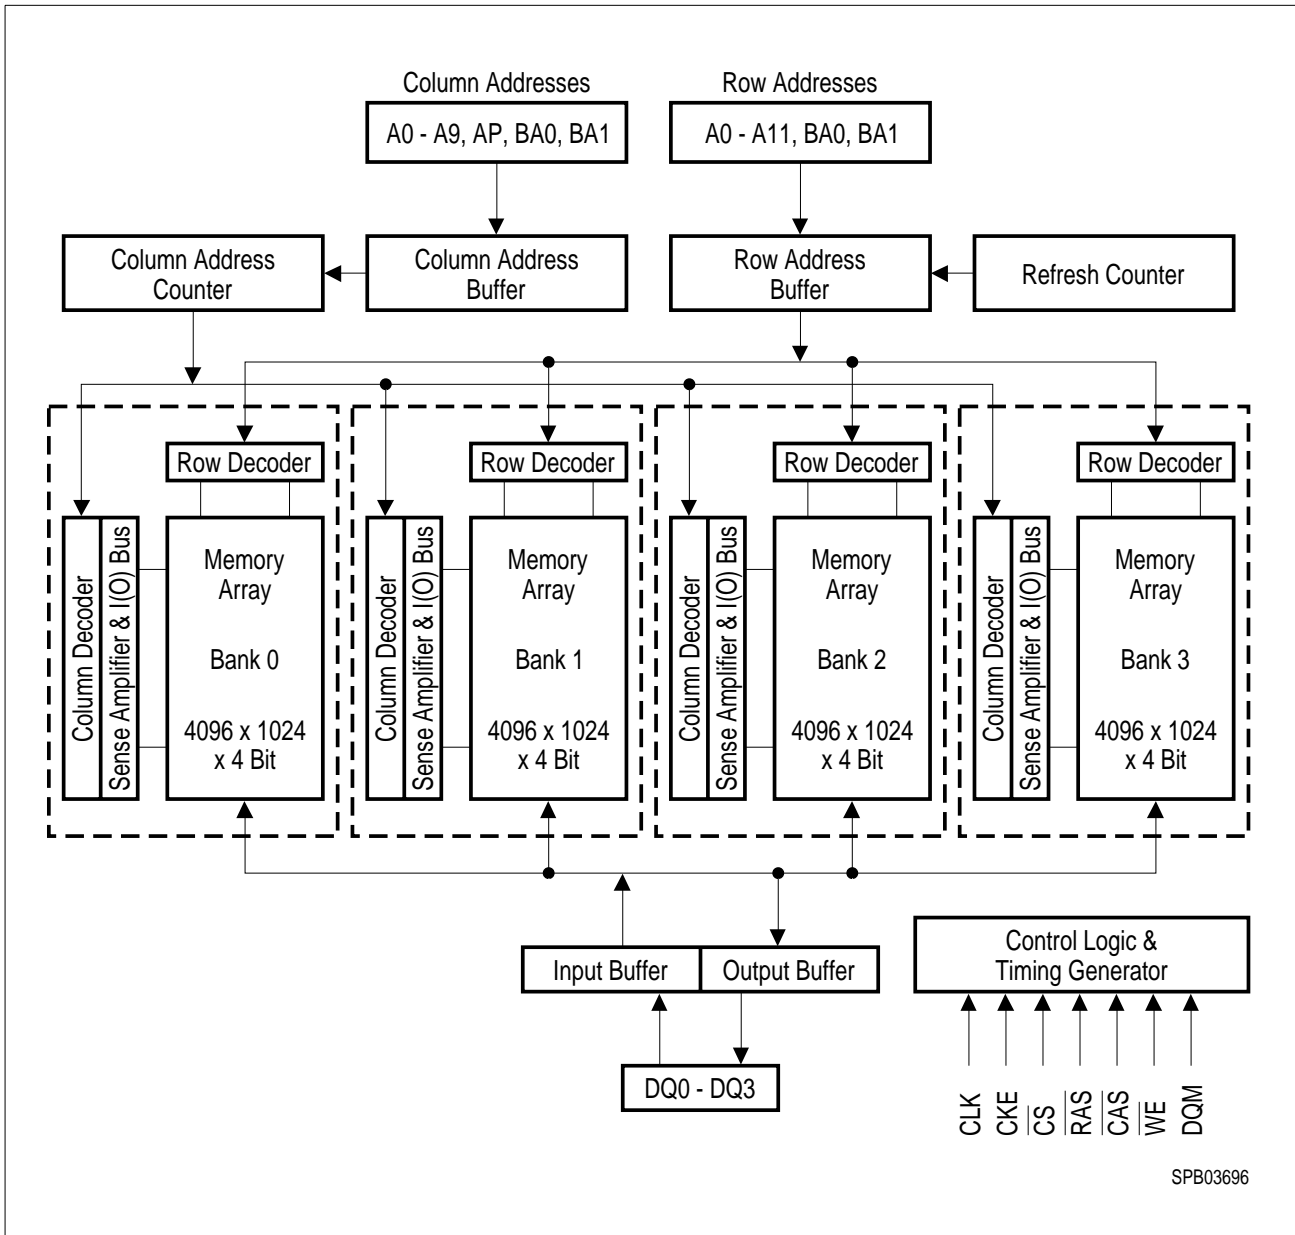 Column Addresses
Row Addresses
A0 - A9, AP, BA0, BA1
A0 - A11, BA0, BA1
Column Address
Counter
Column Address
Buffer
Row Address
Buffer
Refresh Counter
Row Decoder
Row Decoder
Row Decoder
Row Decoder
Column Decoder
Sense Amplifier & I(O) Bus
Memory
Array
Bank 0
4096 x 1024
x 4 Bit
Column Decoder
Sense Amplifier & I(O) Bus
Memory
Array
Bank 1
4096 x 1024
x 4 Bit
Column Decoder
Sense Amplifier & I(O) Bus
Memory
Array
Bank 2
4096 x 1024
x 4 Bit
Column Decoder
Sense Amplifier & I(O) Bus
Memory
Array
Bank 3
4096 x 1024
x 4 Bit
Input Buffer
Output Buffer
Control Logic &
Timing Generator
DQ0 - DQ3
CLK
CKE
C̅S̅
R̅A̅S̅
C̅A̅S̅
W̅E̅
DQM
SPB03696